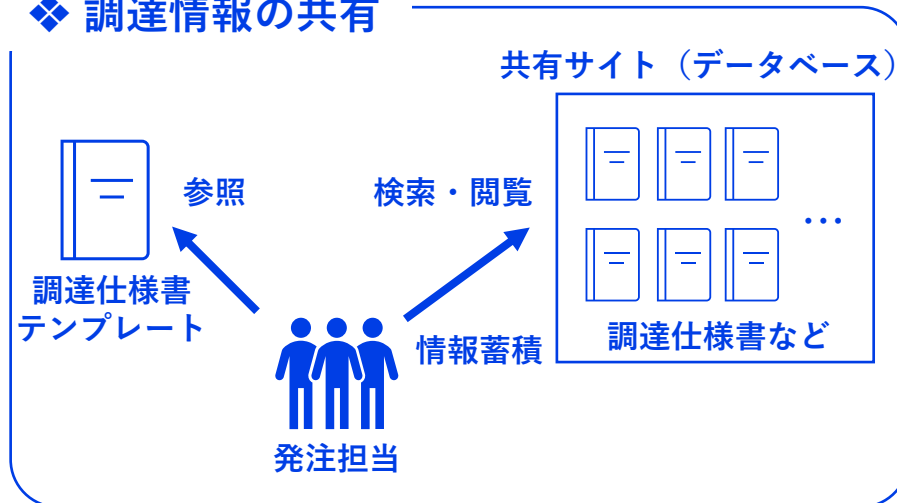 ❖ 調達情報の共有
共有サイト（データベース）
参照
検索・閲覧
…
調達仕様書
テンプレート
情報蓄積
調達仕様書など
発注担当